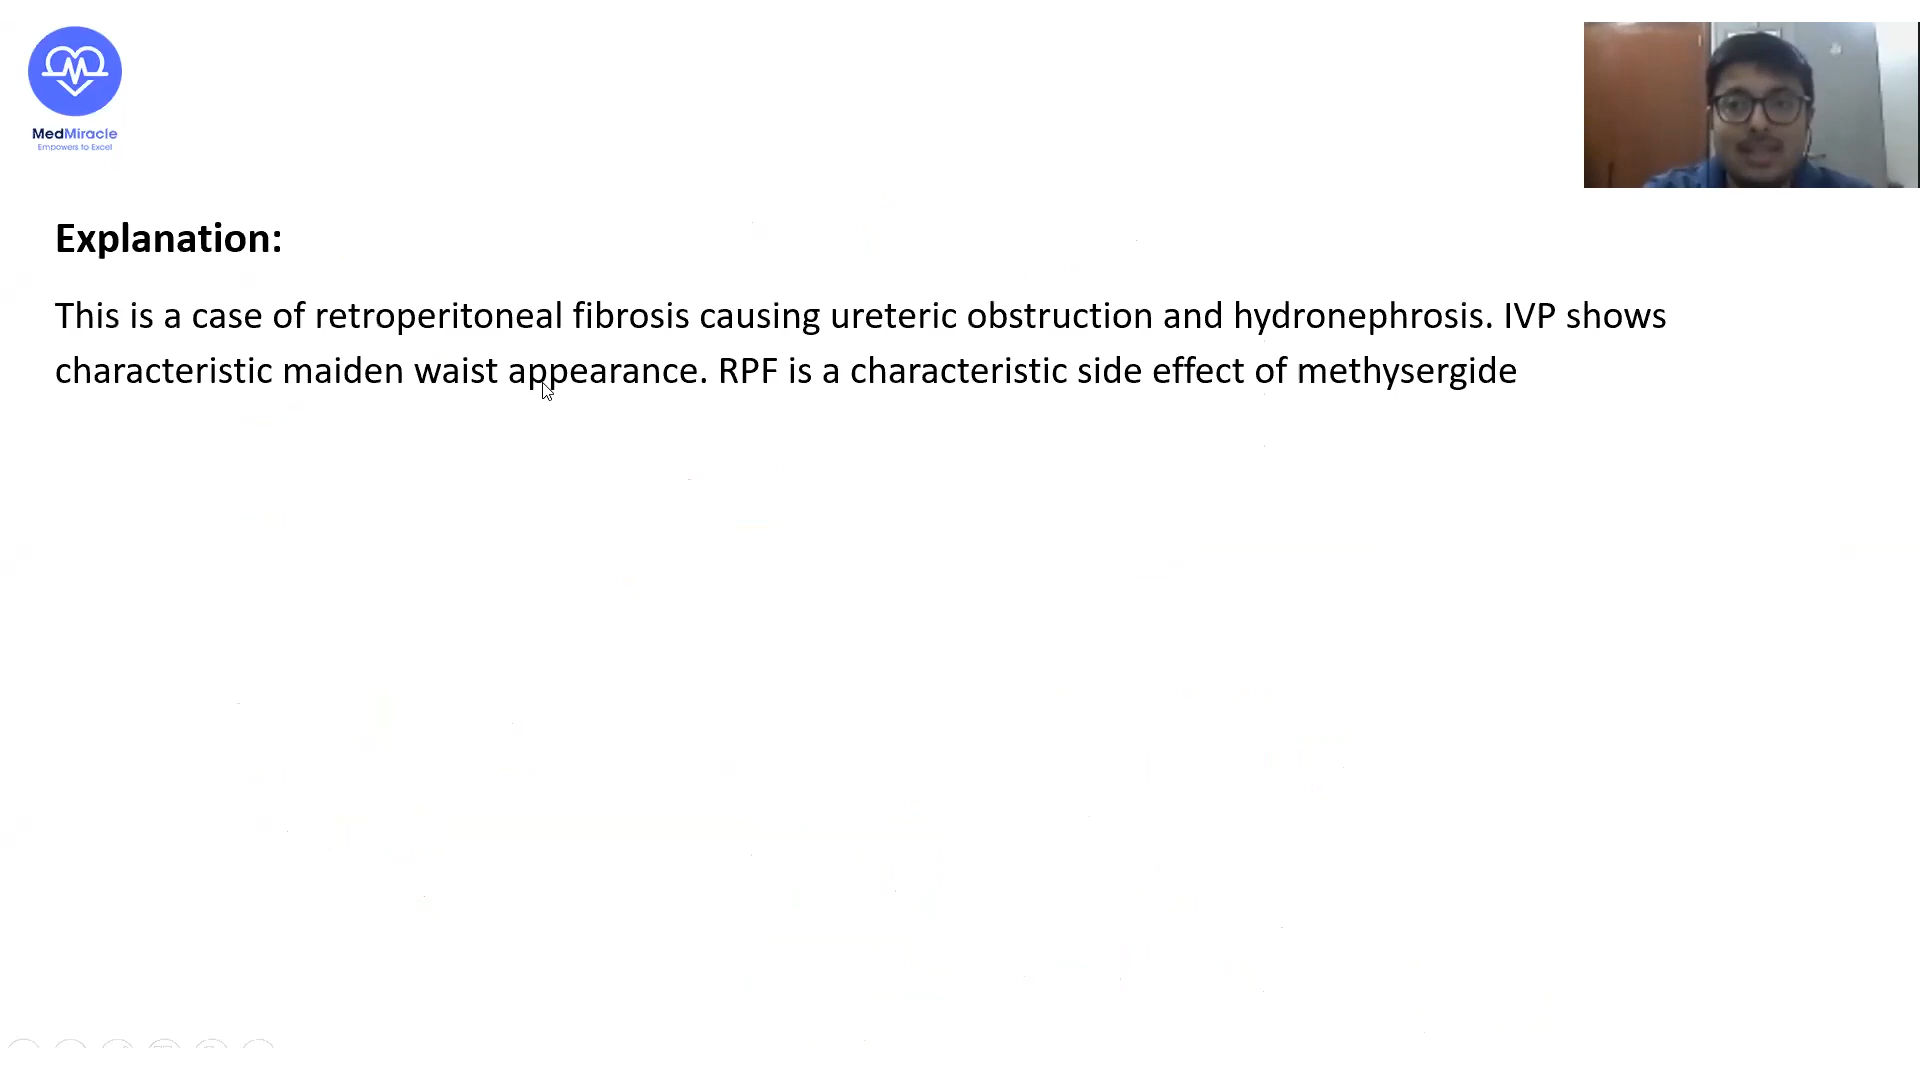 MedMiracle
Empowers to Excel
Explanation:
This is a case of retroperitoneal fibrosis causing ureteric obstruction and hydronephrosis. IVP shows
characteristic maiden waist appearance. RPF is a characteristic side effect of methysergide